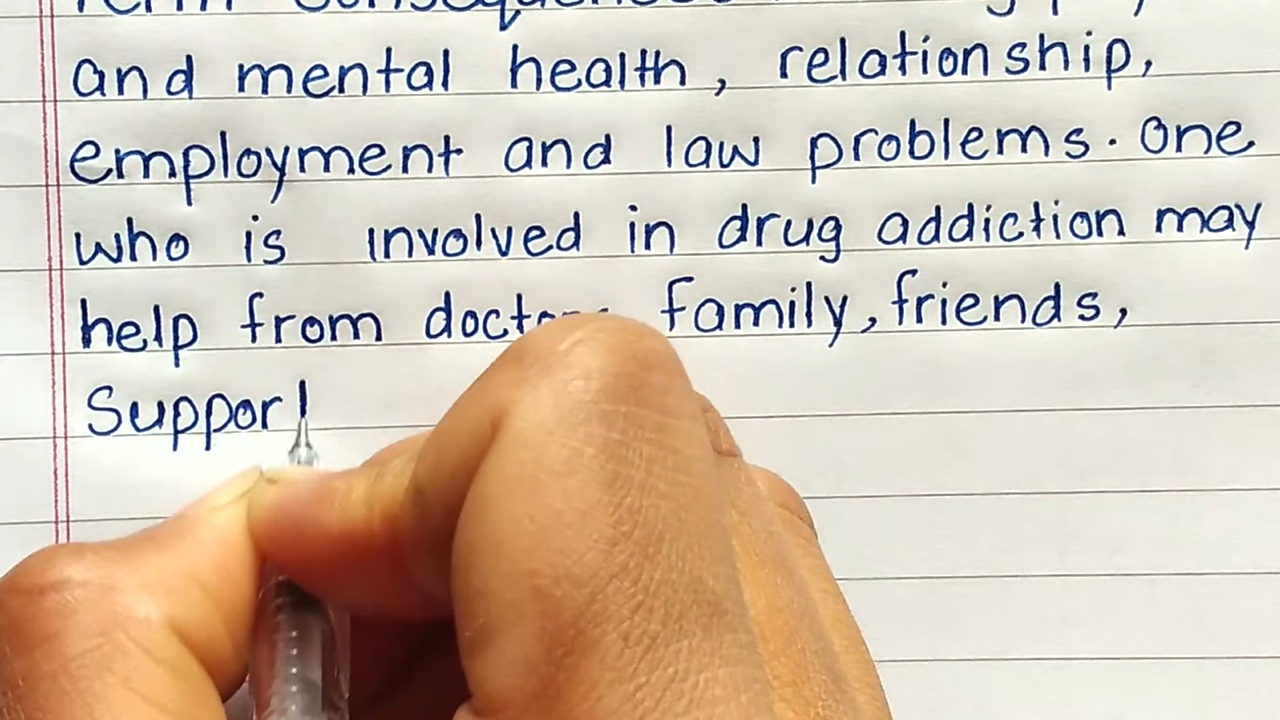 and mental health, relationship,
employment and law problems. One
who is involved in drug addiction may
help from family, friends,